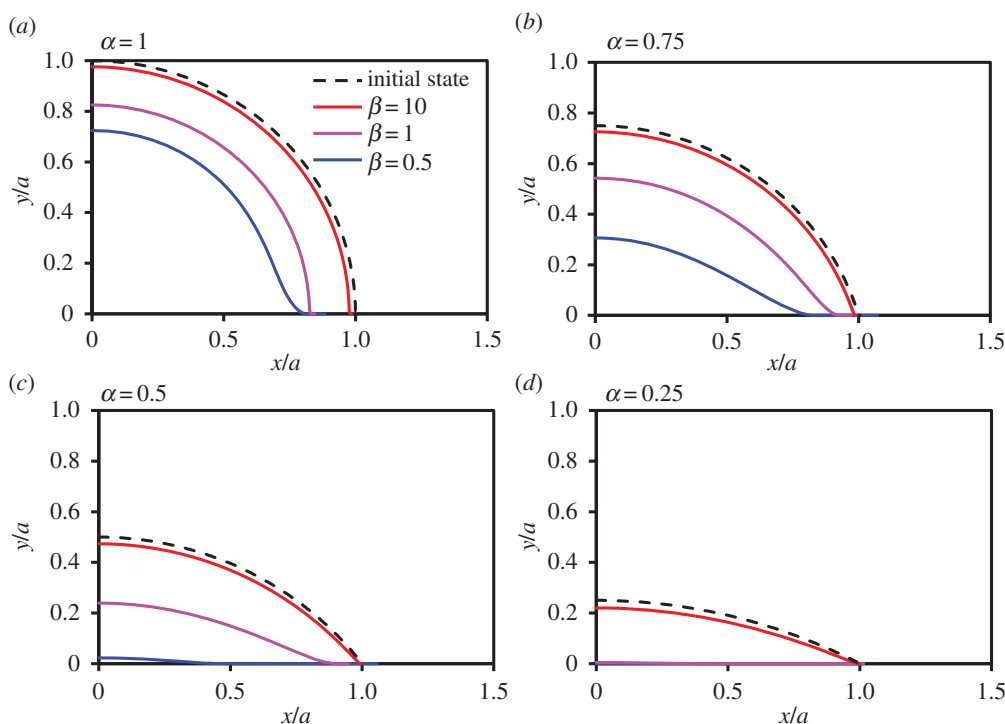 (a)
α = 1
1.0
0.8
0.6
0.4
0.2
0
y/a
0 0.5 1.0 1.5
x/a
initial state
β = 10
β = 1
β = 0.5
(b)
α = 0.75
1.0
0.8
0.6
0.4
0.2
0
y/a
0 0.5 1.0 1.5
x/a
(c)
α = 0.5
1.0
0.8
0.6
0.4
0.2
0
y/a
0 0.5 1.0 1.5
x/a
(d)
α = 0.25
1.0
0.8
0.6
0.4
0.2
0
y/a
0 0.5 1.0 1.5
x/a